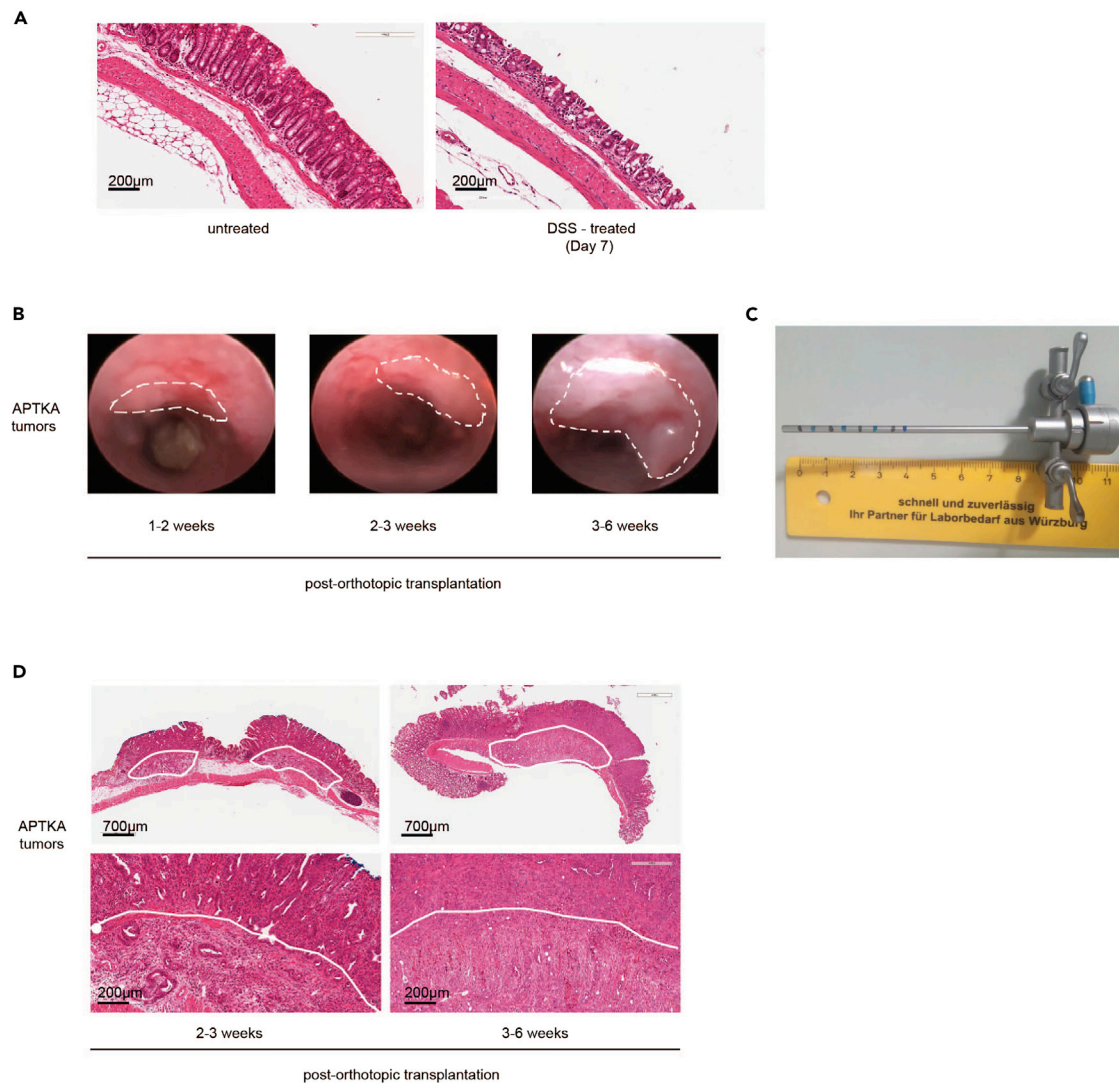 A
200µm
200µm
untreated
DSS - treated
(Day 7)
B
C
APTKA
tumors
1-2 weeks
2-3 weeks
3-6 weeks
post-orthotopic transplantation
0 1 2 3 4 5 6 7 8 9 10 11
schnell und zuverlässig
Ihr Partner für Laborbedarf aus Würzburg
D
700µm
700µm
APTKA
tumors
200µm
200µm
2-3 weeks
3-6 weeks
post-orthotopic transplantation